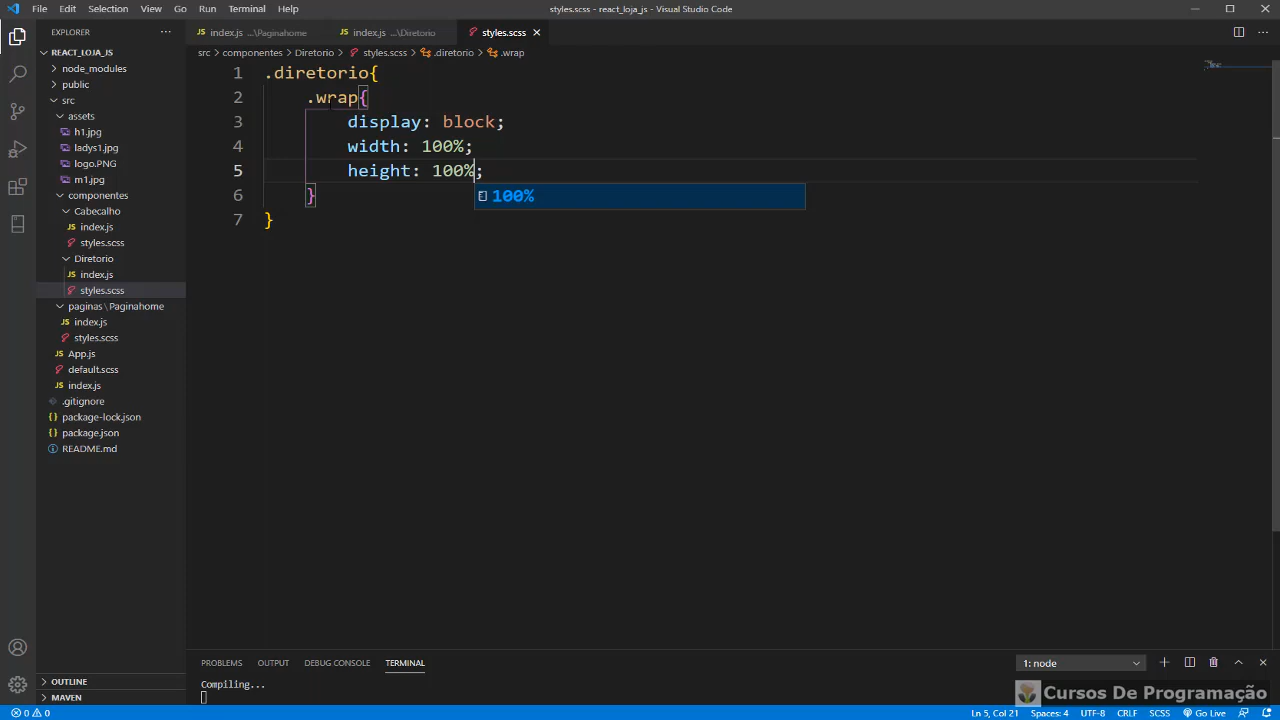 File Edit Selection View Go Run Terminal Help styles.scss - react_loja_js - Visual Studio Code
EXPLORER ... index.js ...\Paginahome index.js ...\Diretorio styles.scss
REACT_LOJA_JS
src > componentes > Diretorio > styles.scss > .diretorio > .wrap
node_modules
public
src
assets
h1.jpg
ladys1.jpg
logo.PNG
m1.jpg
componentes
Cabecalho
index.js
styles.scss
Diretorio
index.js
styles.scss
paginas \ Paginahome
index.js
styles.scss
App.js
default.scss
index.js
.gitignore
package-lock.json
package.json
README.md
OUTLINE
MAVEN
1 .diretorio{
2 .wrap{
3 display: block;
4 width: 100%;
5 height: 100%;
6 }
100%
7 }
PROBLEMS OUTPUT DEBUG CONSOLE TERMINAL 1: node
Compiling...
Cursos De Programação
0 0 Ln 5, Col 21 Spaces: 4 UTF-8 CRLF SCSS Go Live